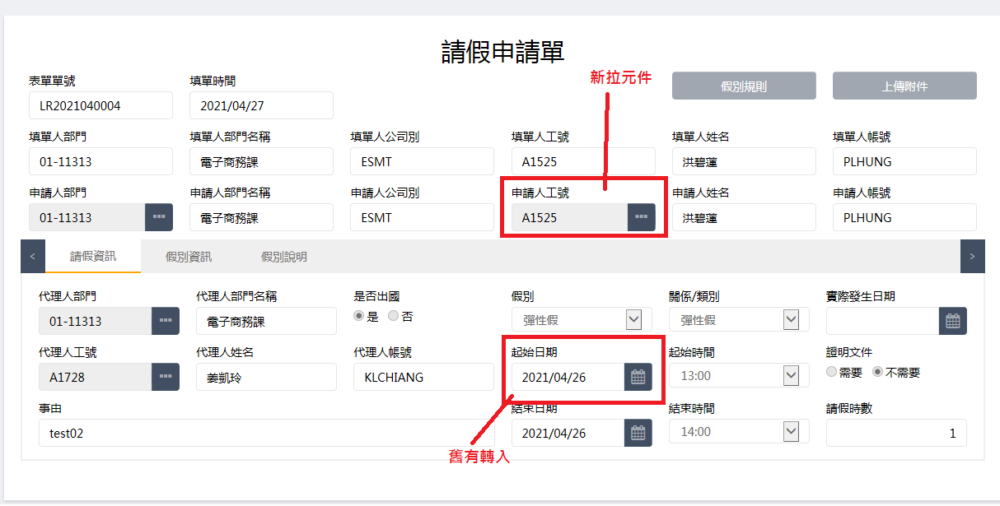 請假申請單
新拉元件
假別規則
上傳附件
表單單號
填單時間
LR2021040004
2021/04/27
填單人部門
填單人部門名稱
填單人公司別
填單人工號
填單人姓名
填單人帳號
01-11313
電子商務課
ESMT
A1525
洪碧蓮
PLHUNG
申請人部門
申請人部門名稱
申請人公司別
申請人工號
申請人姓名
申請人帳號
01-11313
電子商務課
ESMT
A1525
洪碧蓮
PLHUNG
請假資訊
假別資訊
假別說明
代理人部門
代理人部門名稱
是否出國
假別
關係/類別
實際發生日期
01-11313
電子商務課
是
否
彈性假
彈性假
代理人工號
代理人姓名
代理人帳號
起始日期
起始時間
證明文件
A1728
姜凱玲
KLCHIANG
2021/04/26
13:00
需要
不需要
事由
結束日期
結束時間
請假時數
test02
2021/04/26
14:00
1
舊有轉入